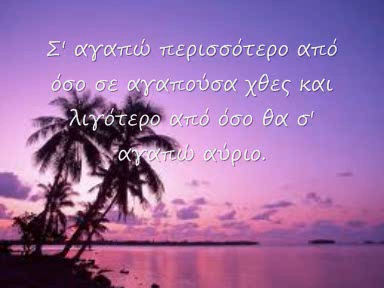 Σ' αγαπώ περισσότερο από
όσο σε αγαπούσα χθες και
λιγότερο από όσο θα σ'
αγαπώ αύριο.